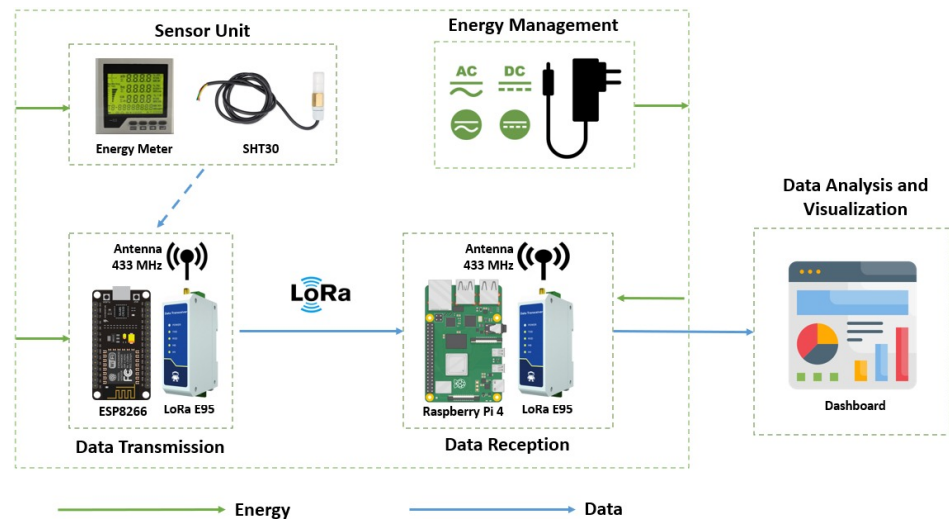 Sensor Unit
Energy Management
Energy Meter
SHT30
AC
DC
Data Analysis and
Visualization
Antenna
433 MHz
LoRa
Antenna
433 MHz
ESP8266
LoRa E95
Raspberry Pi 4
LoRa E95
Dashboard
Data Transmission
Data Reception
Energy
Data